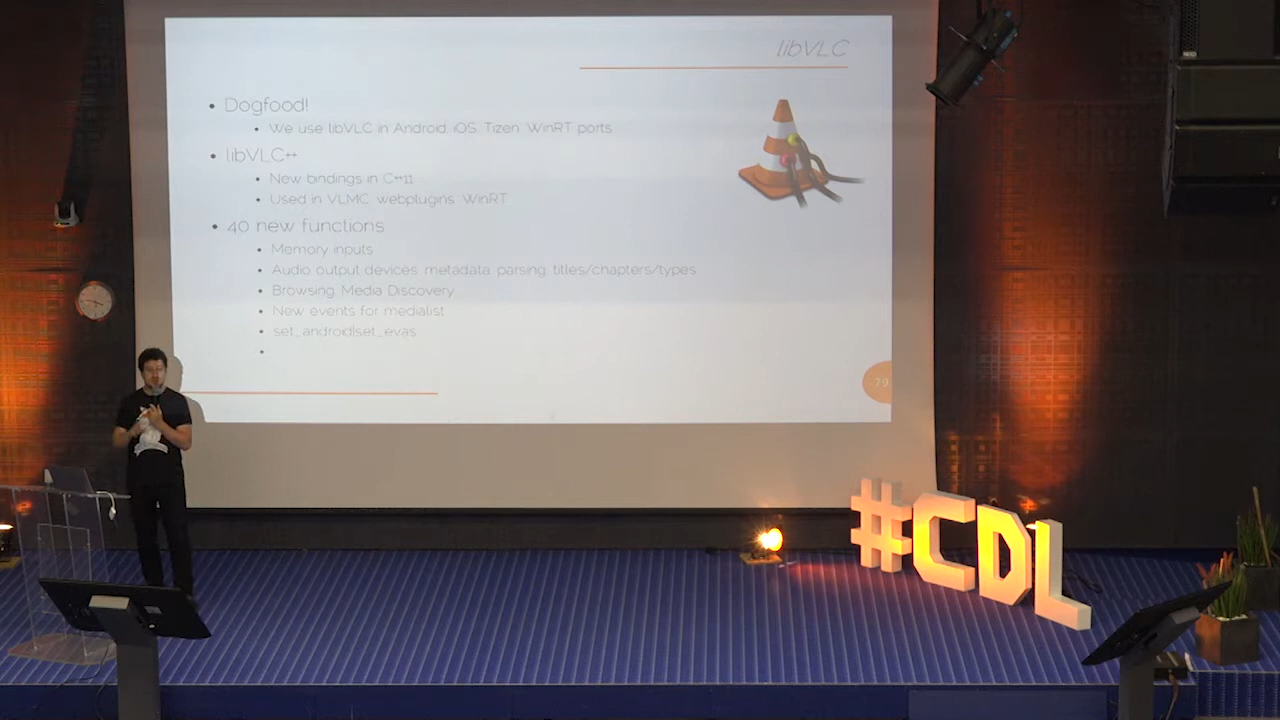 libVLC
• Dogfood!
• We use libVLC in Android, iOS, Tizen, WinRT ports
• libVLC++
• New bindings in C++11
• Used in VLMC, webplugins, WinRT
• 40 new functions
• Memory inputs
• Audio output devices, metadata, parsing, titles/chapters/types
• Browsing, Media Discovery
• New events for medialist
• set_android|set_evas
•
79
#CDL